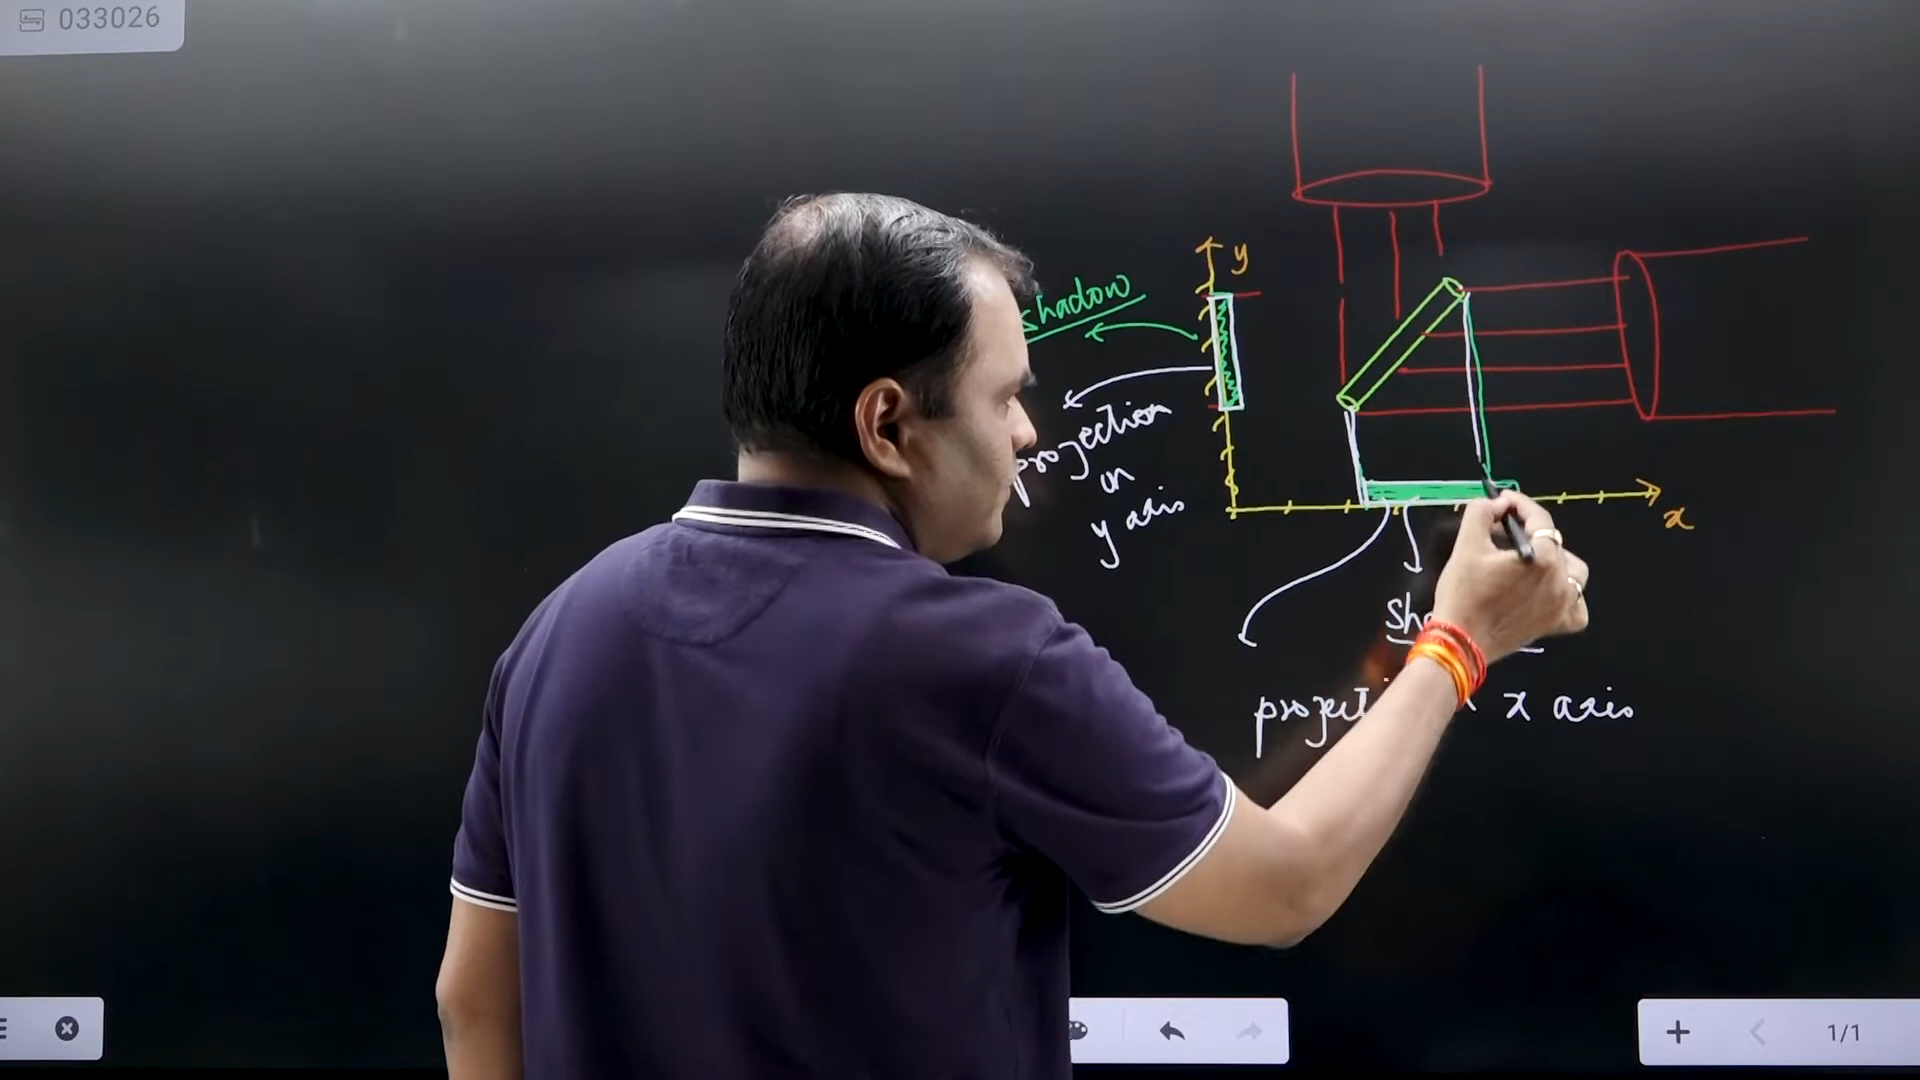 033026
y
shadow
projection
on
y axis
x
x axis
1/1